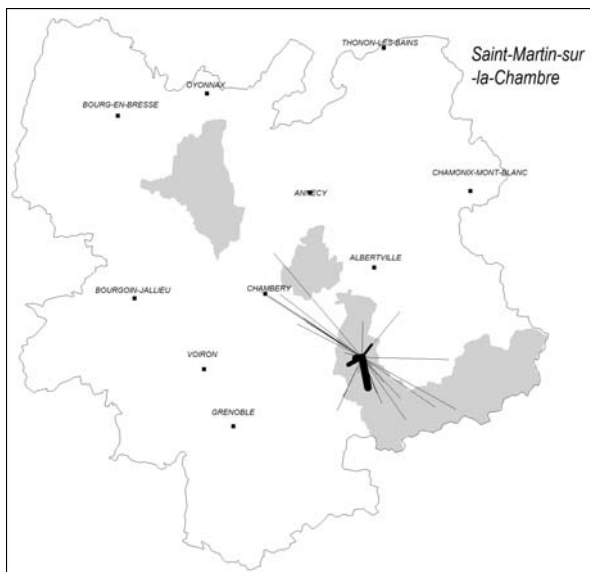 THONON-LES-BAINS
Saint-Martin-sur
-la-Chambre
OYONNAX
BOURG-EN-BRESSE
CHAMONIX-MONT-BLANC
ANNECY
ALBERTVILLE
CHAMBERY
BOURGOIN-JALLIEU
VOIRON
GRENOBLE